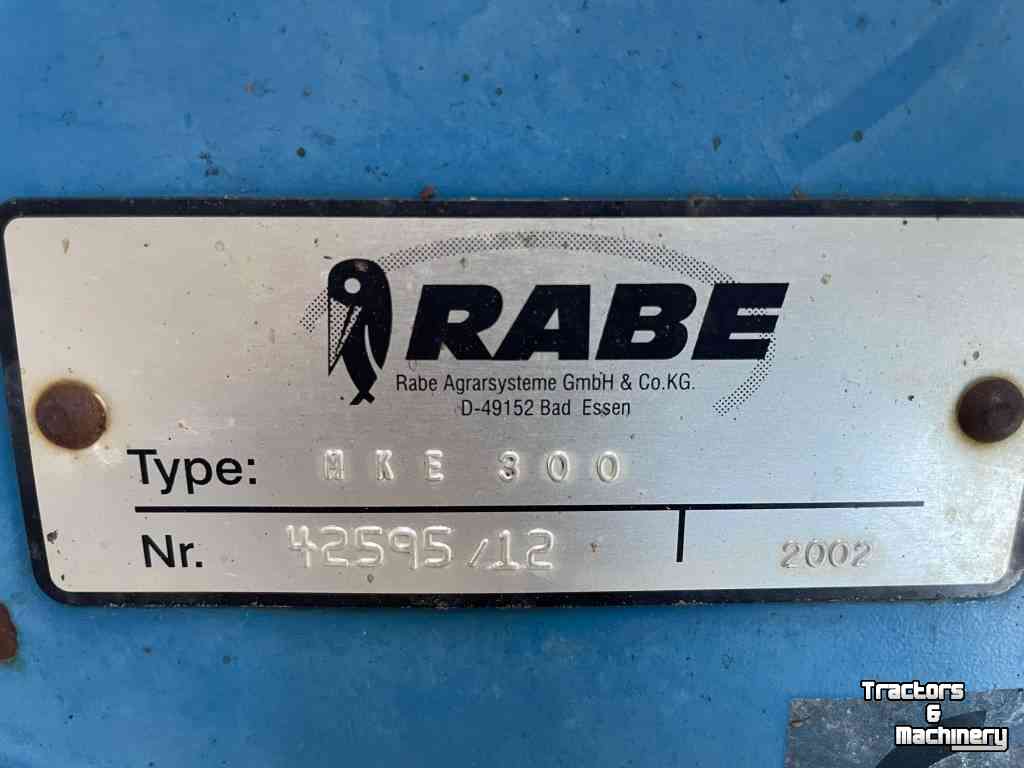 RABE
Rabe Agrarsysteme GmbH & Co.KG.
D-49152 Bad Essen
Type: MKE 300
Nr. 42595/12 2002
Tractors
&
Machinery